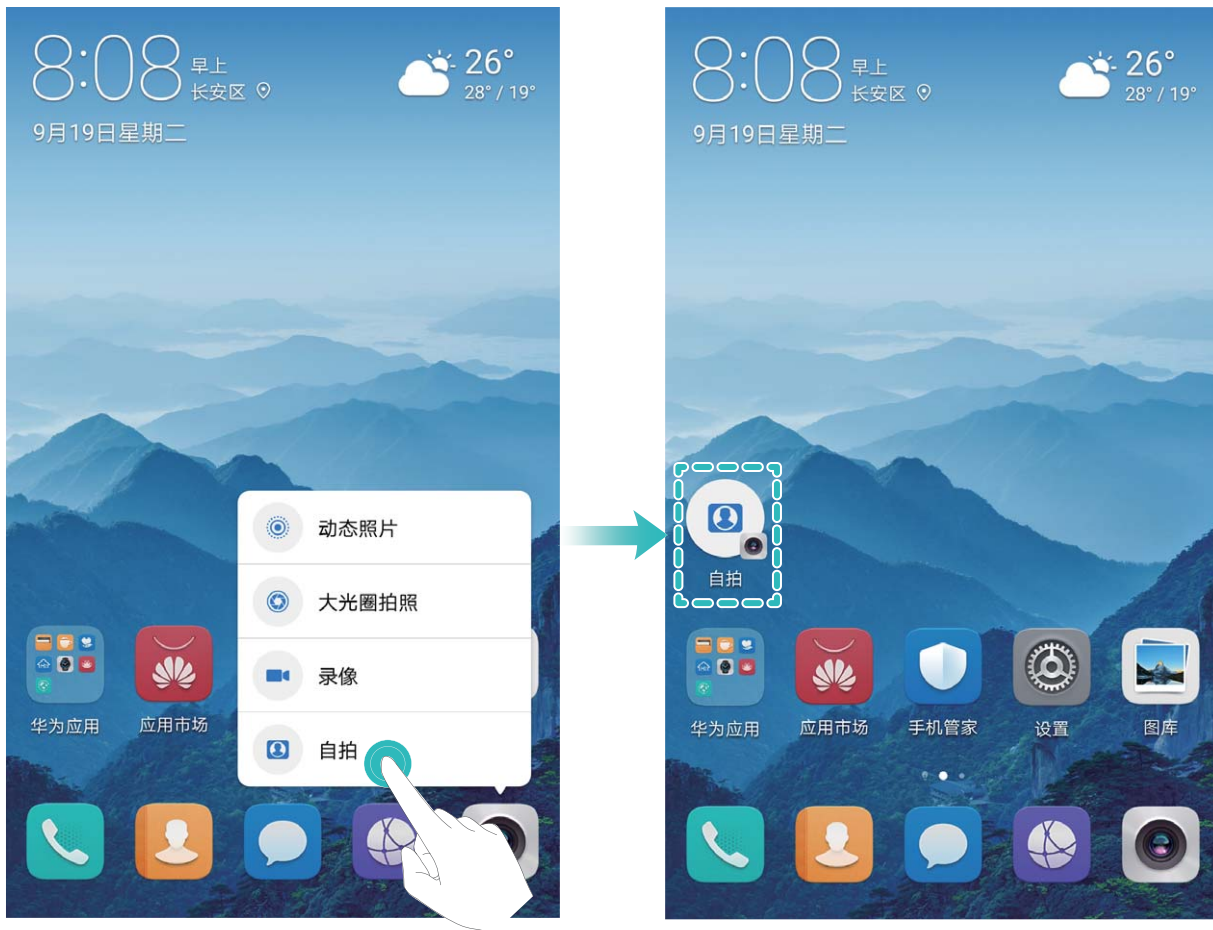 8:08
早上
长安区
26°
28° / 19°
9月19日星期二
动态照片
大光圈拍照
录像
自拍
华为应用
应用市场
8:08
早上
长安区
26°
28° / 19°
9月19日星期二
自拍
华为应用
应用市场
手机管家
设置
图库